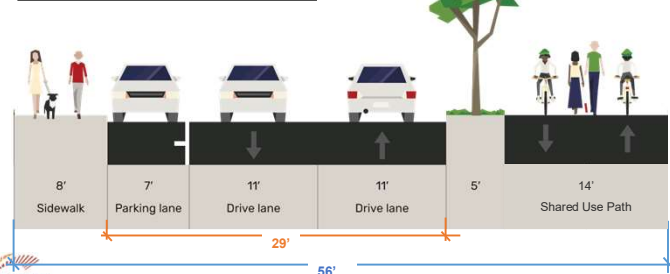 8’ 7’ 11’ 11’ 5’ 14’
Sidewalk Parking lane Drive lane Drive lane Shared Use Path
29’
56’